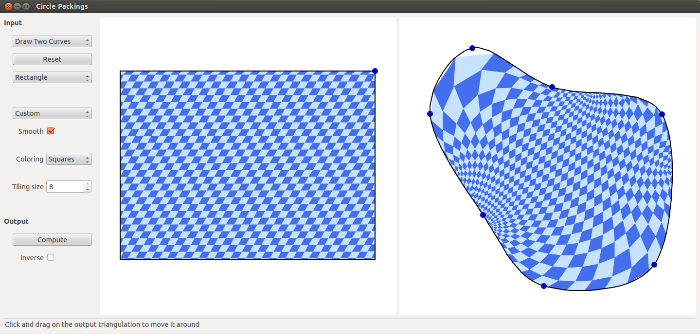 Circle Packings
Input
Draw Two Curves
Reset
Rectangle
Custom
Smooth
Coloring Squares
Tiling size 8
Output
Compute
Inverse
Click and drag on the output triangulation to move it around